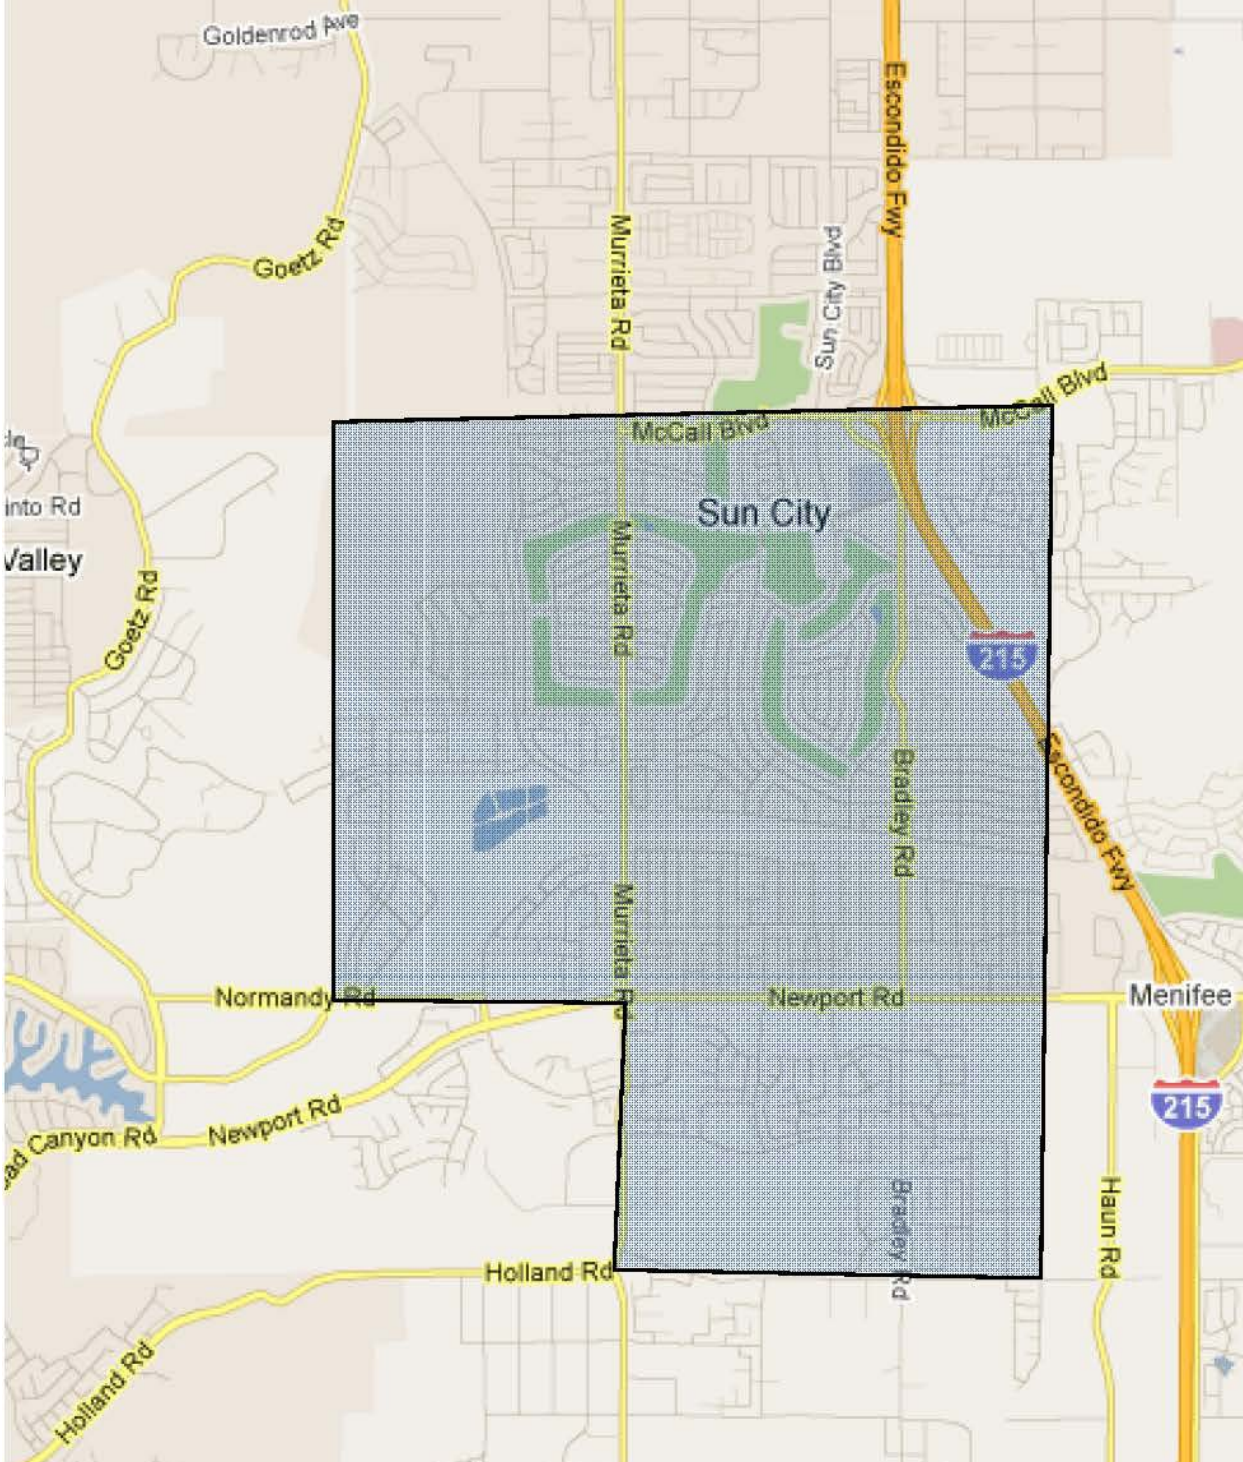 Goldenrod Ave
Escondido Fwy
Murrieta Rd
Sun City Blvd
Goetz Rd
McCall Blvd
McCall Blvd
into Rd
Sun City
Murrieta Rd
Valley
Goetz Rd
215
Escondido Fwy
Bradley Rd
Murrieta Rd
Normandy Rd
Newport Rd
Menifee
215
Newport Rd
Canyon Rd
Haun Rd
Bradley Rd
Holland Rd
Holland Rd